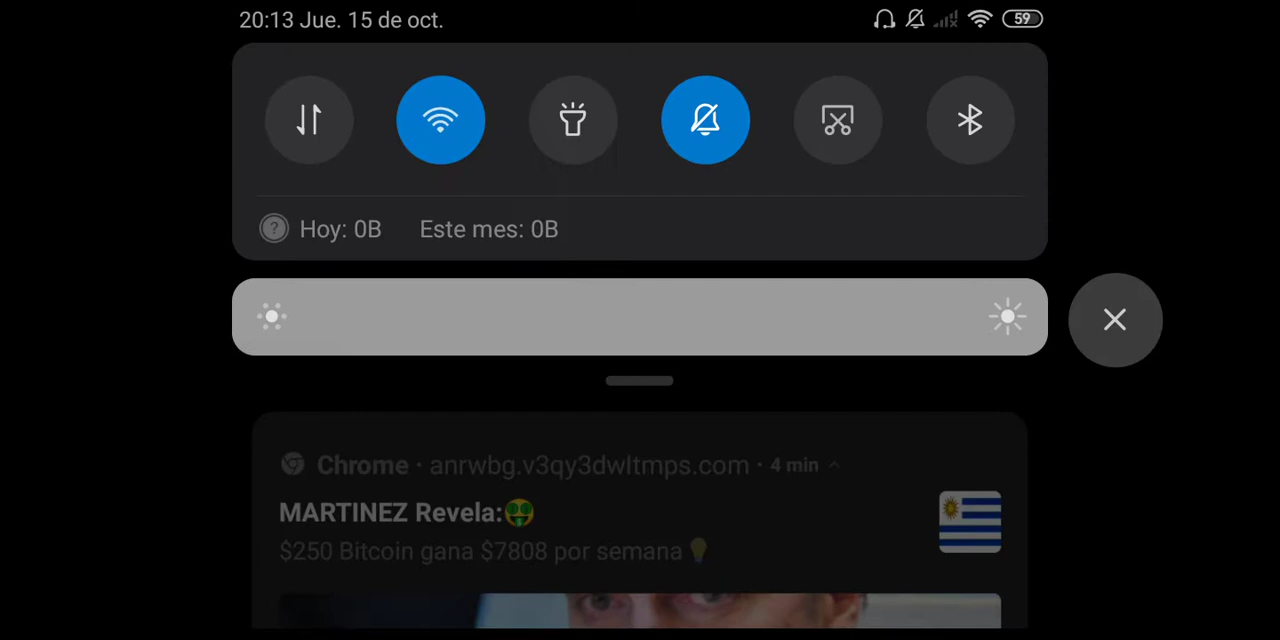 20:13 Jue. 15 de oct.
59
Hoy: 0B Este mes: 0B
Chrome · anrwbg.v3qy3dwltmps.com · 4 min
MARTINEZ Revela:🤑
$250 Bitcoin gana $7808 por semana💡